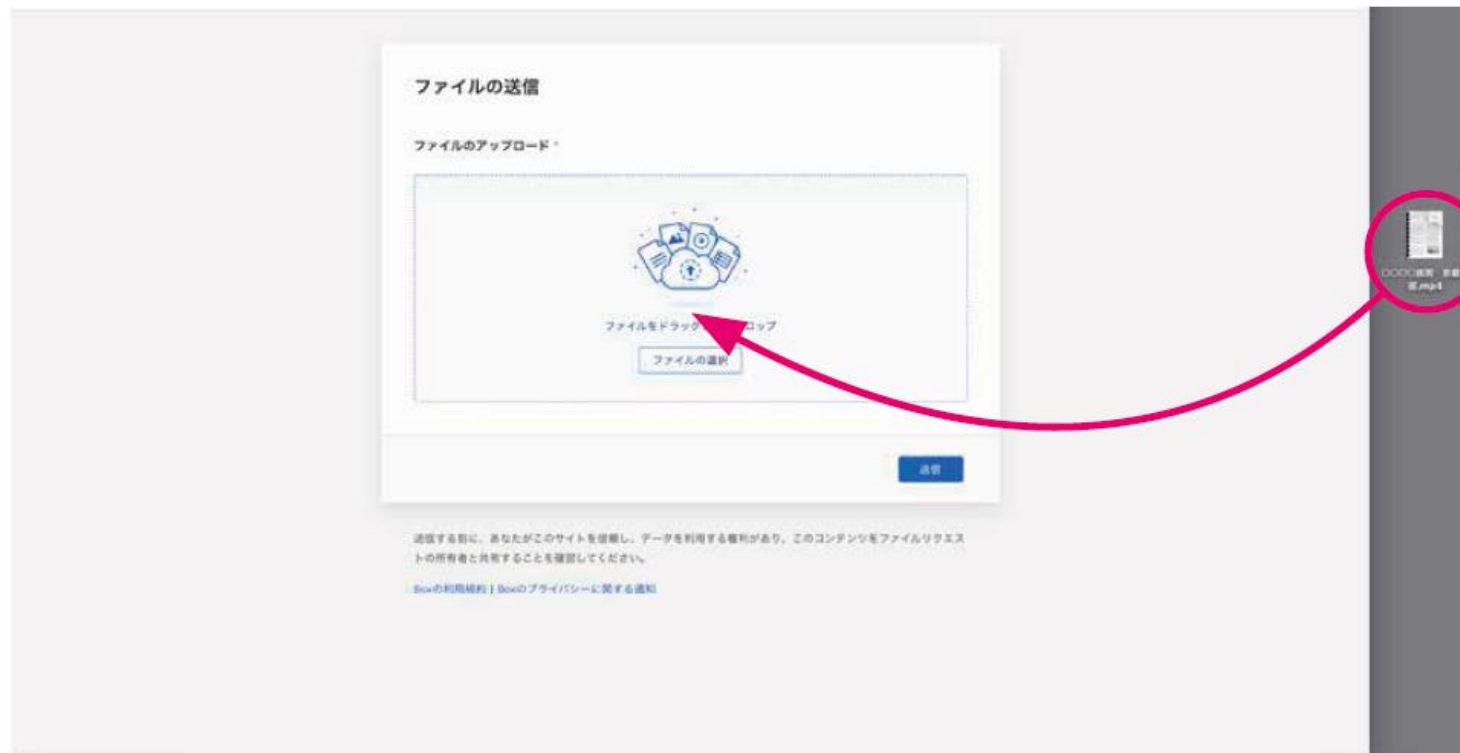 ファイルの送信
ファイルのアップロード *
ファイルをドラッグ ロップ
ファイルの選択
送信
送信する前に、あなたがこのサイトを信頼し、データを利用する権利があり、このコンテンツをファイルリクエス
トの所有者と共有することを確認してください。
Boxの利用規約 | Boxのプライバシーに関する通知
〇〇〇〇
.mp4